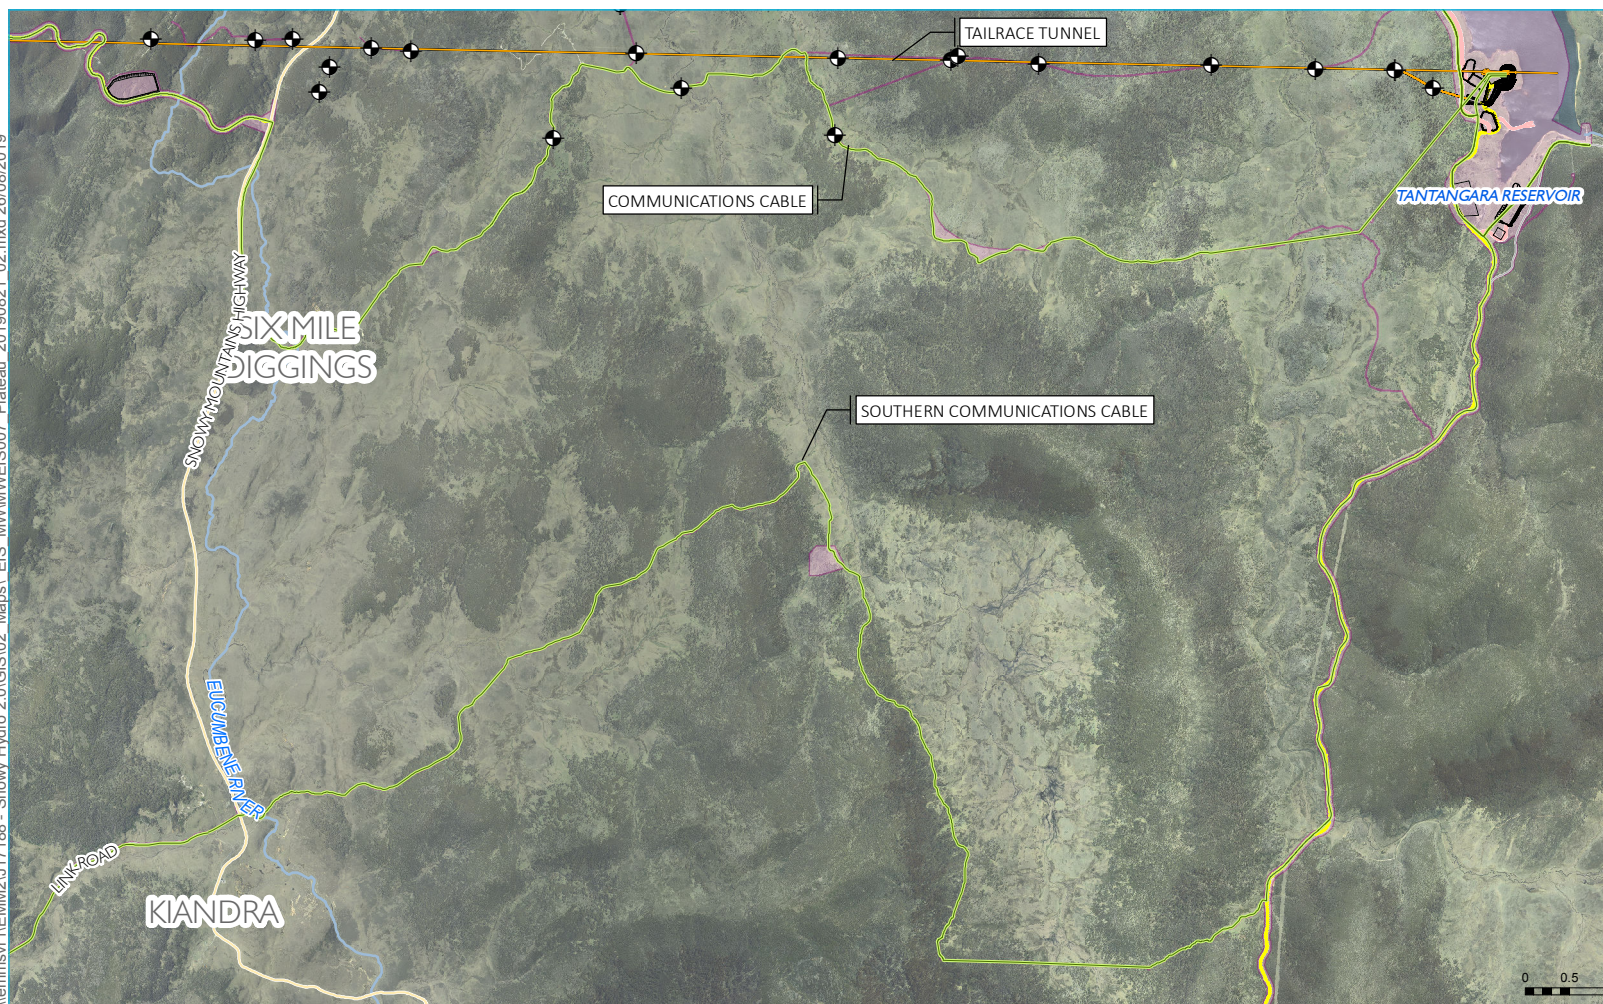 TAILRACE TUNNEL
COMMUNICATIONS CABLE
TANTANGARA RESERVOIR
SNOWY MOUNTAINS HIGHWAY
SIX MILE
DIGGINGS
SOUTHERN COMMUNICATIONS CABLE
EUCUMBENE RIVER
LINK ROAD
KIANDRA
0 0.5